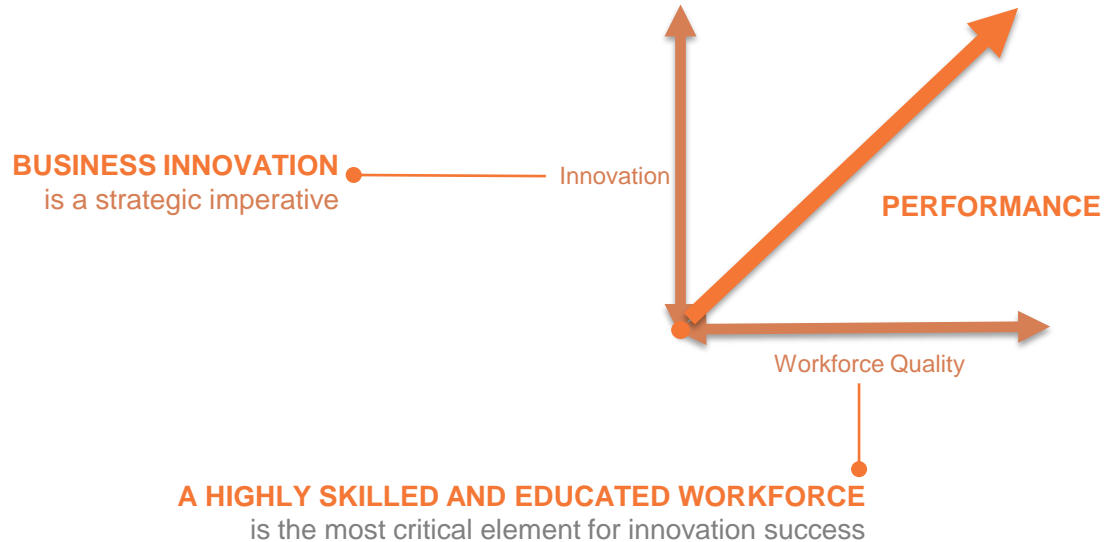 BUSINESS INNOVATION
is a strategic imperative
Innovation
PERFORMANCE
Workforce Quality
A HIGHLY SKILLED AND EDUCATED WORKFORCE
is the most critical element for innovation success